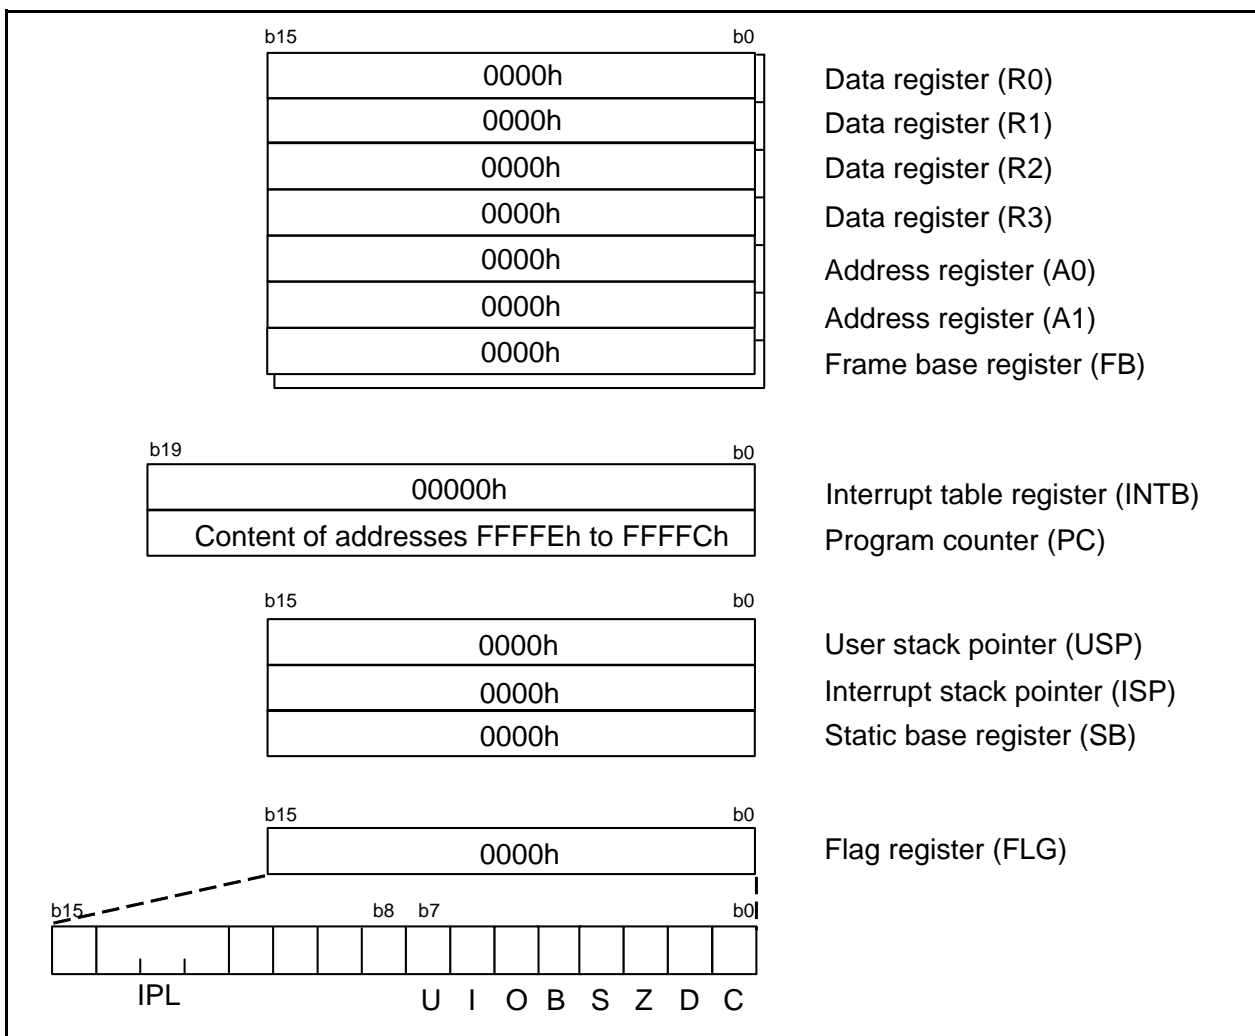 b15 b0
0000h Data register (R0)
0000h Data register (R1)
0000h Data register (R2)
0000h Data register (R3)
0000h Address register (A0)
0000h Address register (A1)
0000h Frame base register (FB)
b19 b0
00000h Interrupt table register (INTB)
Content of addresses FFFFEh to FFFFCh Program counter (PC)
b15 b0
0000h User stack pointer (USP)
0000h Interrupt stack pointer (ISP)
0000h Static base register (SB)
b15 b0
0000h Flag register (FLG)
b15 b8 b7 b0
IPL U I O B S Z D C